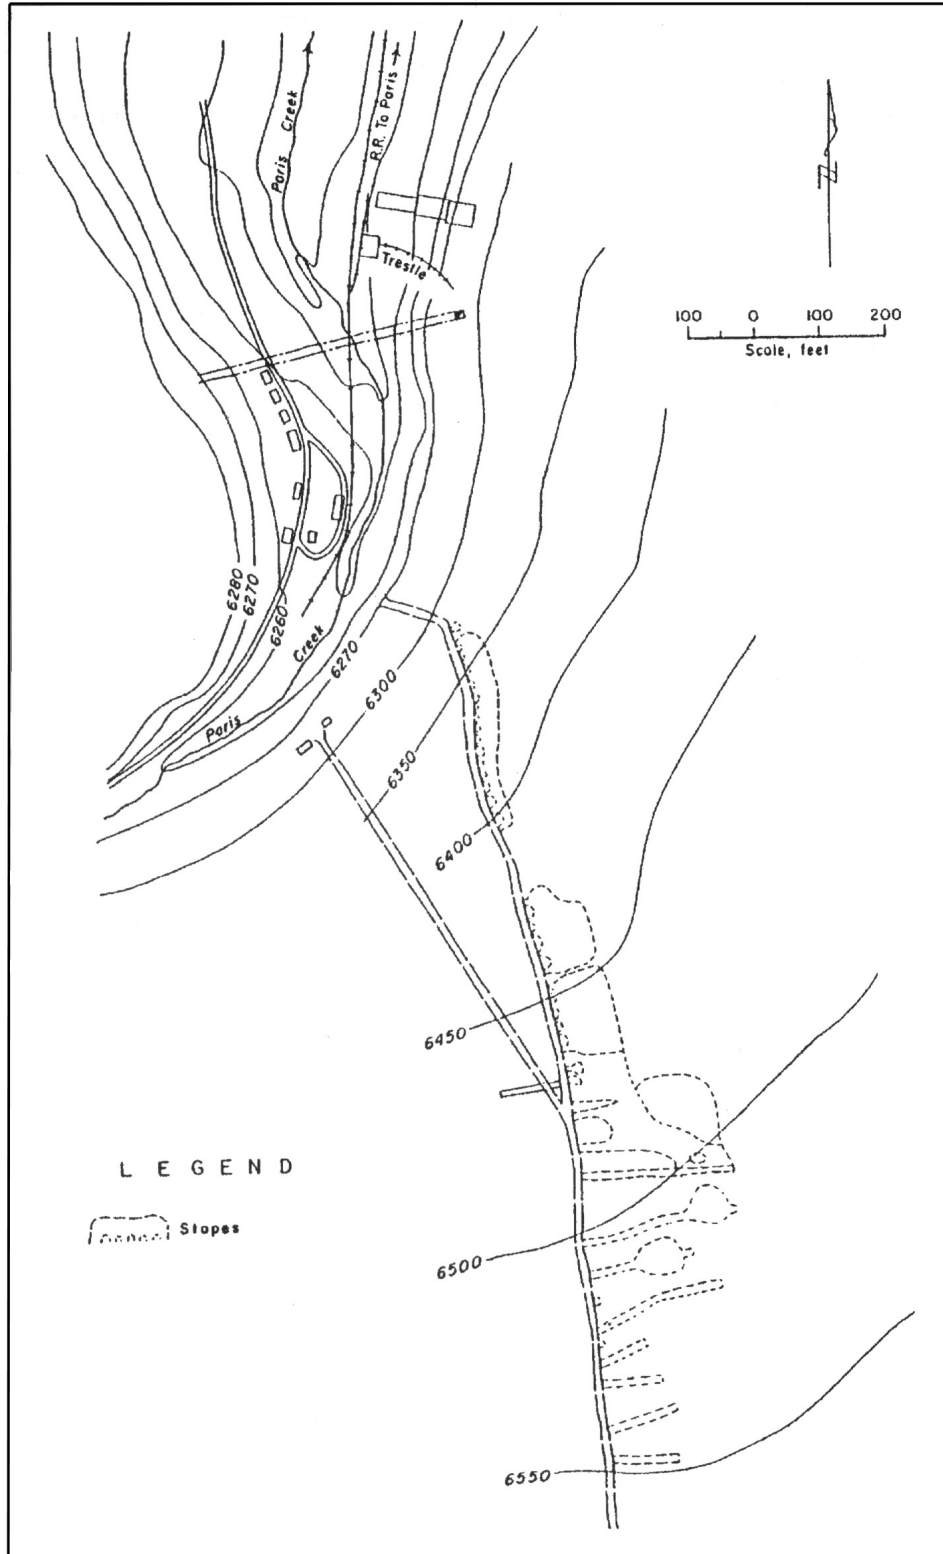 Paris Creek
R.R. To Paris
N
Trestle
100 0 100 200
Scale, feet
6280
6270
6260
Creek
6270
Paris
6300
6350
6400
6450
LEGEND
Stopes
6500
6550